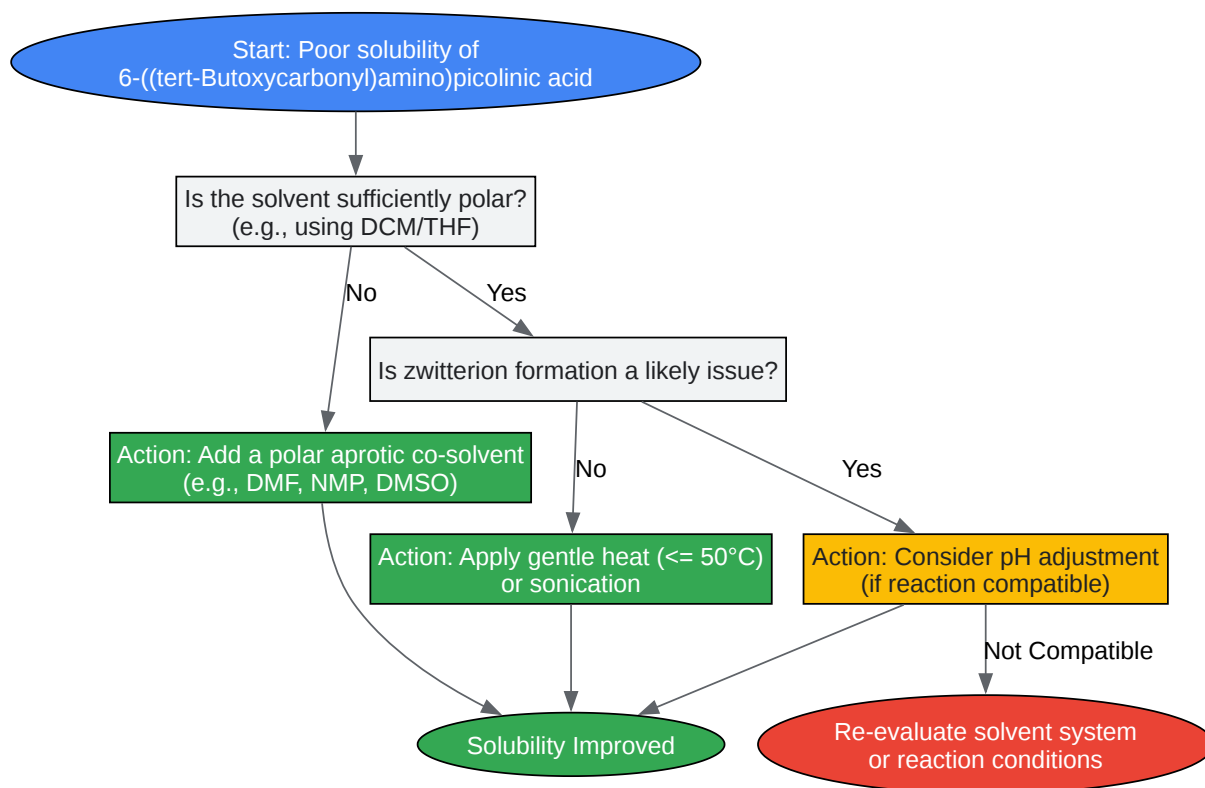 Start: Poor solubility of
6-((tert-Butoxycarbonyl)amino)picolinic acid
Is the solvent sufficiently polar?
(e.g., using DCM/THF)
No
Yes
Is zwitterion formation a likely issue?
Action: Add a polar aprotic co-solvent
(e.g., DMF, NMP, DMSO)
No
Yes
Action: Apply gentle heat (<= 50°C)
or sonication
Action: Consider pH adjustment
(if reaction compatible)
Not Compatible
Solubility Improved
Re-evaluate solvent system
or reaction conditions